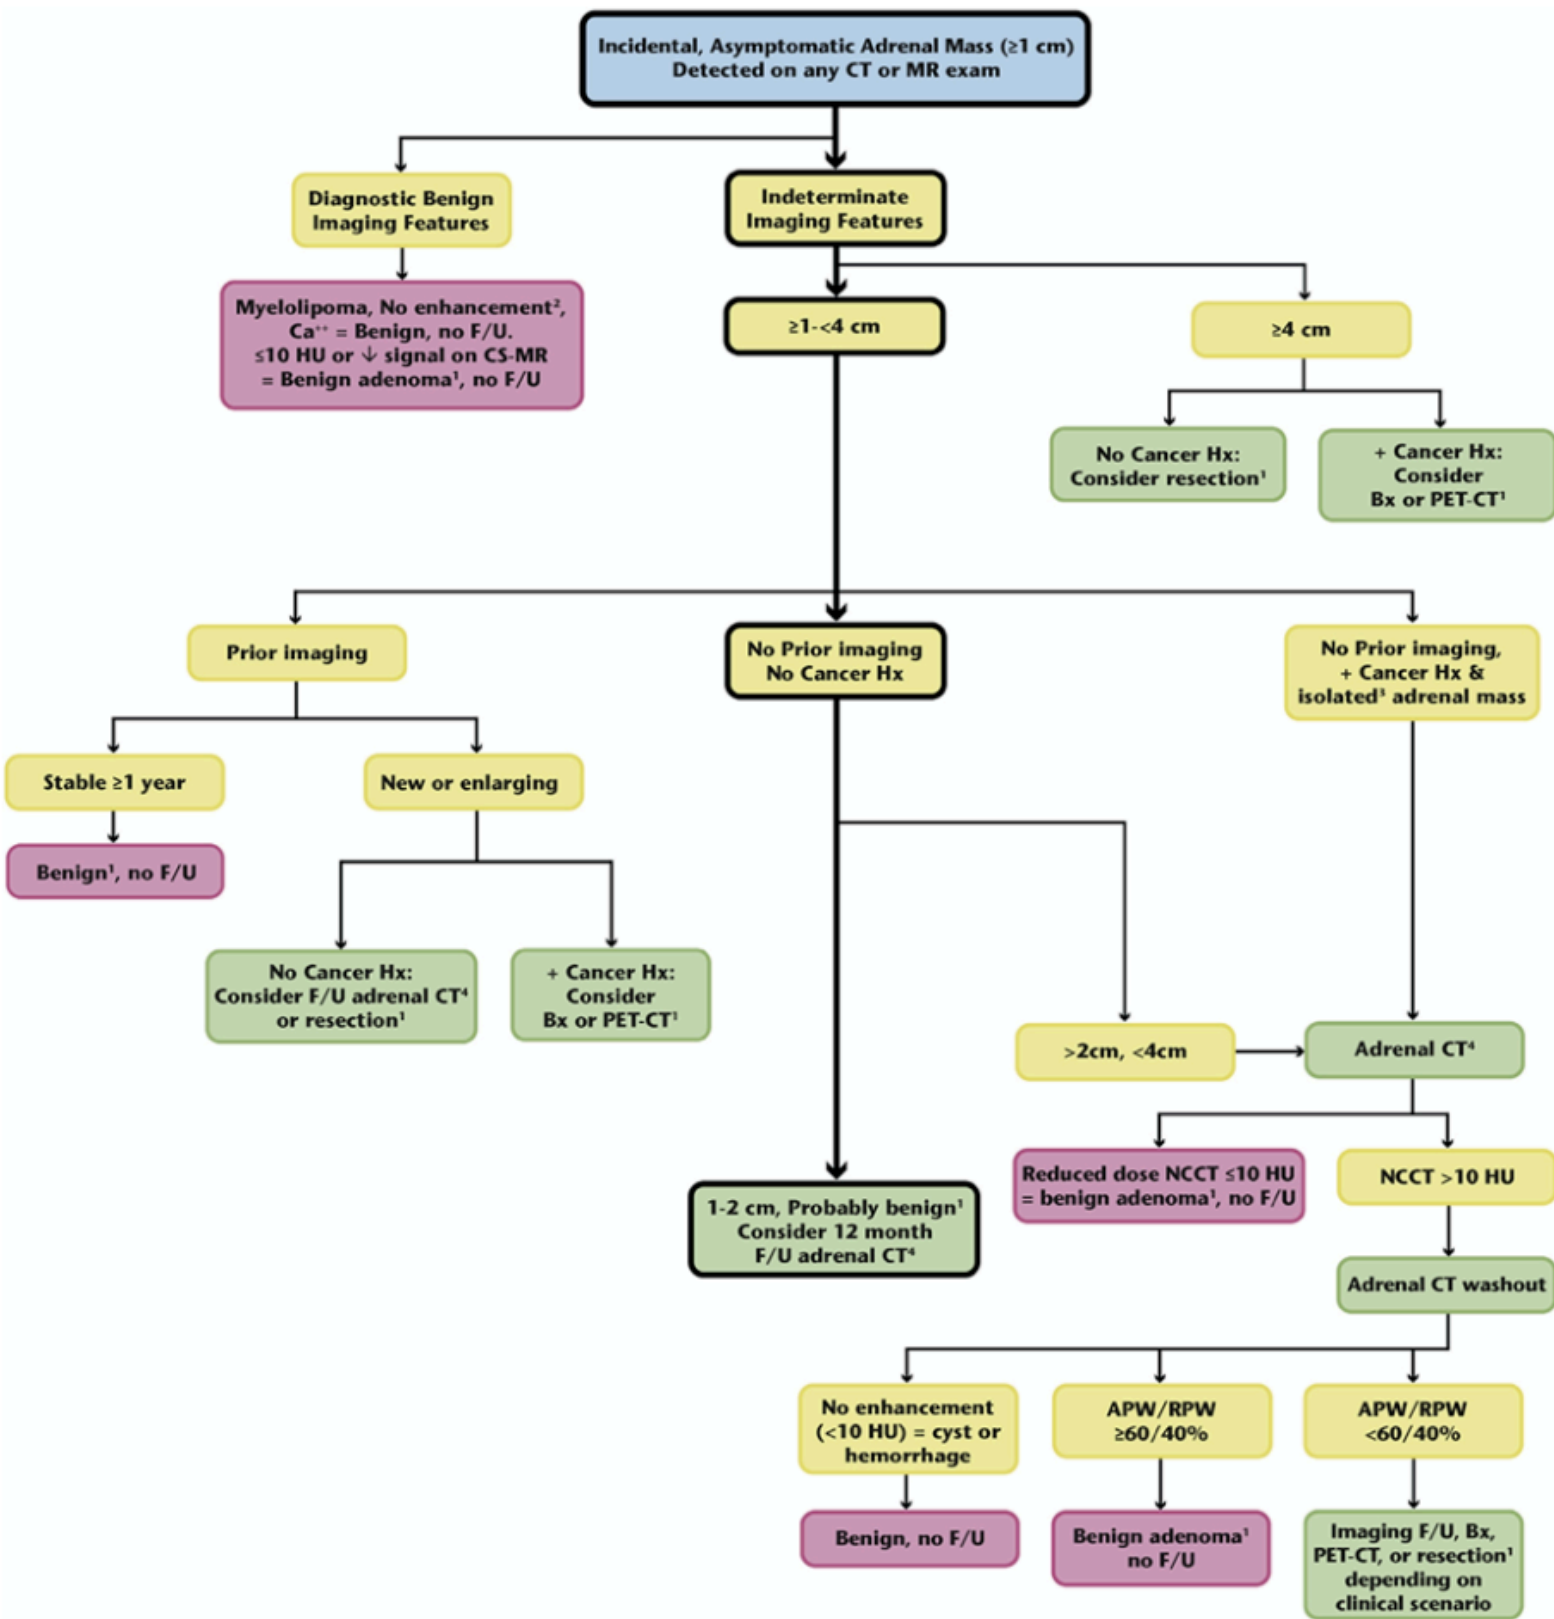 Incidental, Asymptomatic Adrenal Mass (≥1 cm)
Detected on any CT or MR exam
Diagnostic Benign
Imaging Features
Indeterminate
Imaging Features
Myelolipoma, No enhancement²,
Ca⁺⁺ = Benign, no F/U.
≤10 HU or ↓ signal on CS-MR
= Benign adenoma¹, no F/U
≥1-<4 cm
≥4 cm
No Cancer Hx:
Consider resection¹
+ Cancer Hx:
Consider
Bx or PET-CT¹
Prior imaging
No Prior imaging
No Cancer Hx
No Prior imaging,
+ Cancer Hx &
isolated³ adrenal mass
Stable ≥1 year
New or enlarging
Benign¹, no F/U
No Cancer Hx:
Consider F/U adrenal CT⁴
or resection¹
+ Cancer Hx:
Consider
Bx or PET-CT¹
>2cm, <4cm
Adrenal CT⁴
Reduced dose NCCT ≤10 HU
= benign adenoma¹, no F/U
NCCT >10 HU
1-2 cm, Probably benign¹
Consider 12 month
F/U adrenal CT⁴
Adrenal CT washout
No enhancement
(<10 HU) = cyst or
hemorrhage
APW/RPW
≥60/40%
APW/RPW
<60/40%
Benign, no F/U
Benign adenoma¹
no F/U
Imaging F/U, Bx,
PET-CT, or resection¹
depending on
clinical scenario